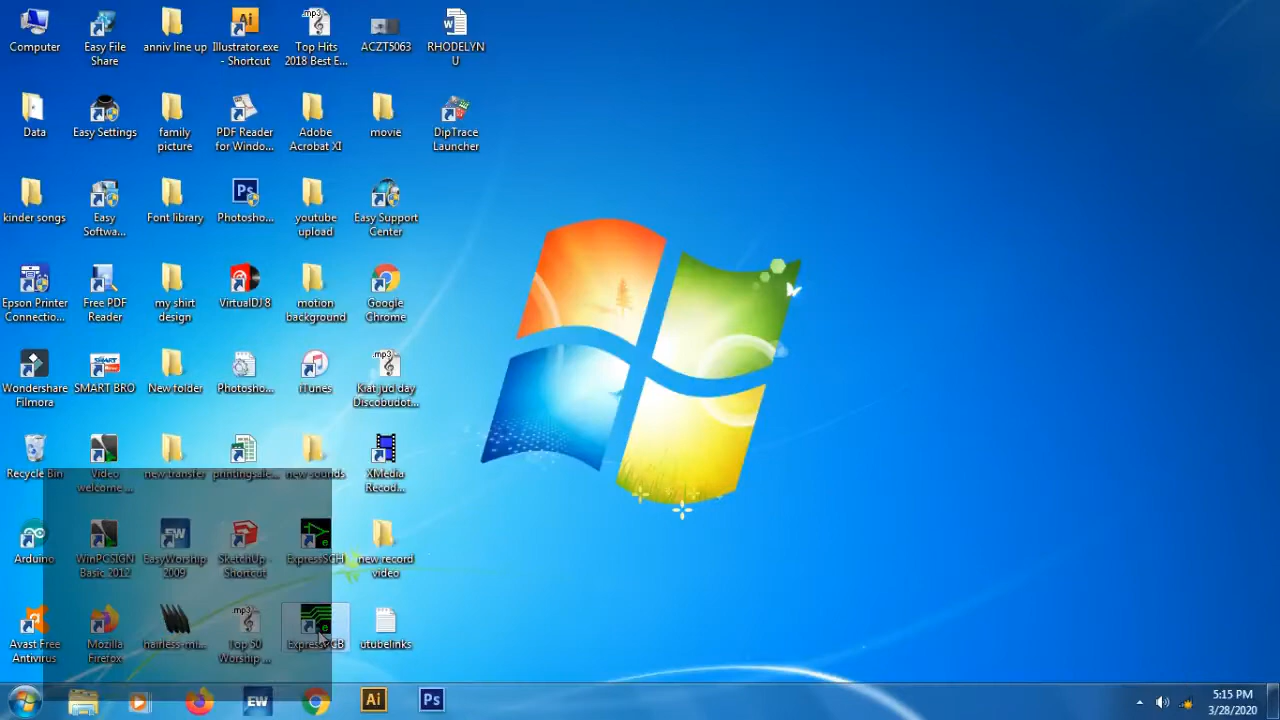 Computer
Easy File
Share
anniv line up
Illustrator.exe
- Shortcut
Top Hits
2018 Best E...
ACZT5063
RHODELYN
U
Data
Easy Settings
family
picture
PDF Reader
for Windo...
Adobe
Acrobat XI
movie
DipTrace
Launcher
kinder songs
Easy
Softwa...
Font library
Photosho...
youtube
upload
Easy Support
Center
Epson Printer
Connectio...
Free PDF
Reader
my shirt
design
VirtualDJ 8
motion
background
Google
Chrome
Wondershare
Filmora
SMART BRO
New folder
Photosho...
iTunes
Kiat jud day
Discobudot...
Recycle Bin
Video
welcome ...
new transfer
printingsale...
new sounds
XMedia
Recod...
Arduino
WinPCSIGN
Basic 2012
EasyWorship
2009
SketchUp -
Shortcut
ExpressSCH
new record
video
Avast Free
Antivirus
Mozilla
Firefox
hairless-mi...
Top 50
Worship ...
ExpressPCB
utubelinks
5:15 PM
3/28/2020